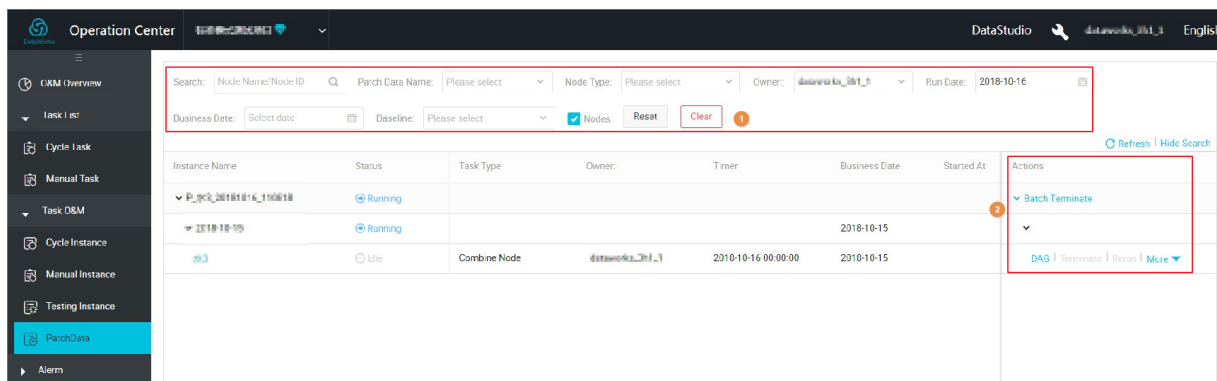 DataWorks Operation Center DataStudio English
O&M Overview
Task List
Cycle Task
Manual Task
Task O&M
Cycle Instance
Manual Instance
Testing Instance
PatchData
Alerm
Search: Node Name/Node ID Patch Data Name: Please select Node Type: Please select Owner: Run Date: 2018-10-16
Business Date: Select date Baseline: Please select Nodes Reset Clear 1
Refresh Hide Search
Instance Name Status Task Type Owner: Timer Business Date Started At Actions
Running Batch Terminate
2
2018-10-15 Running 2018-10-15
Idle Combine Node 2018-10-16 00:00:00 2018-10-15 DAG Terminate Rerun More